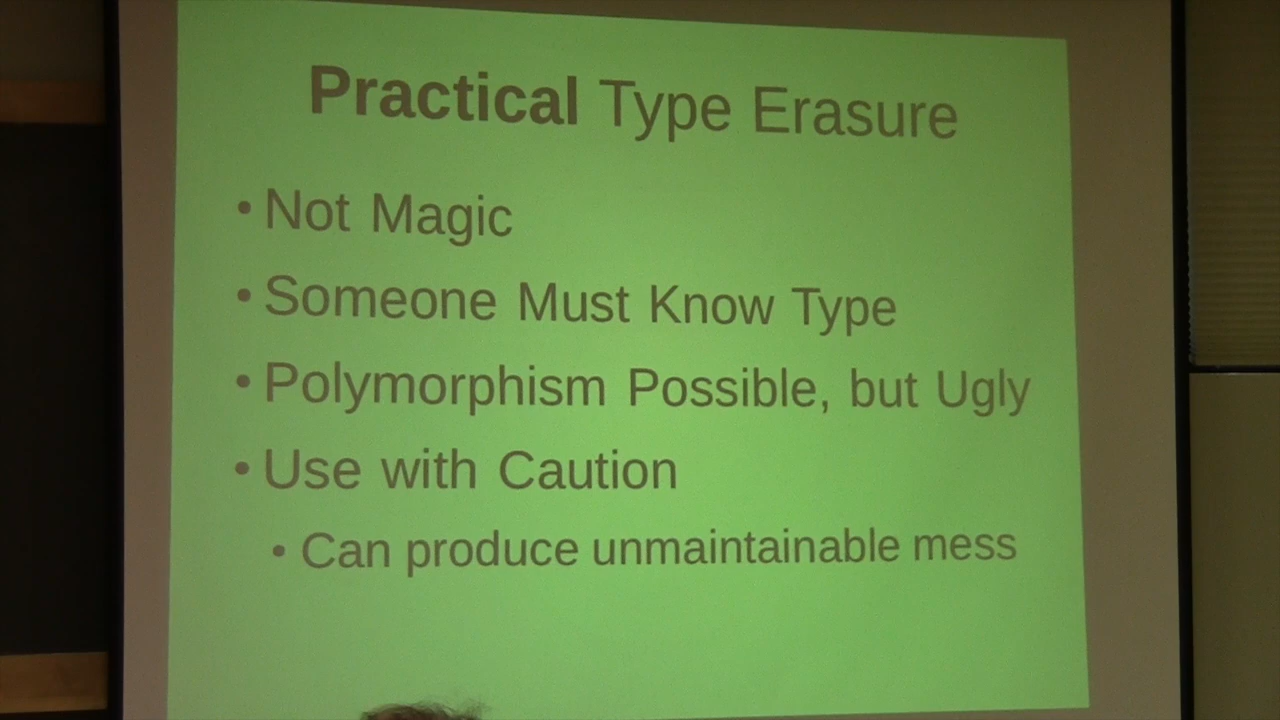 Practical Type Erasure
• Not Magic
• Someone Must Know Type
• Polymorphism Possible, but Ugly
• Use with Caution
• Can produce unmaintainable mess